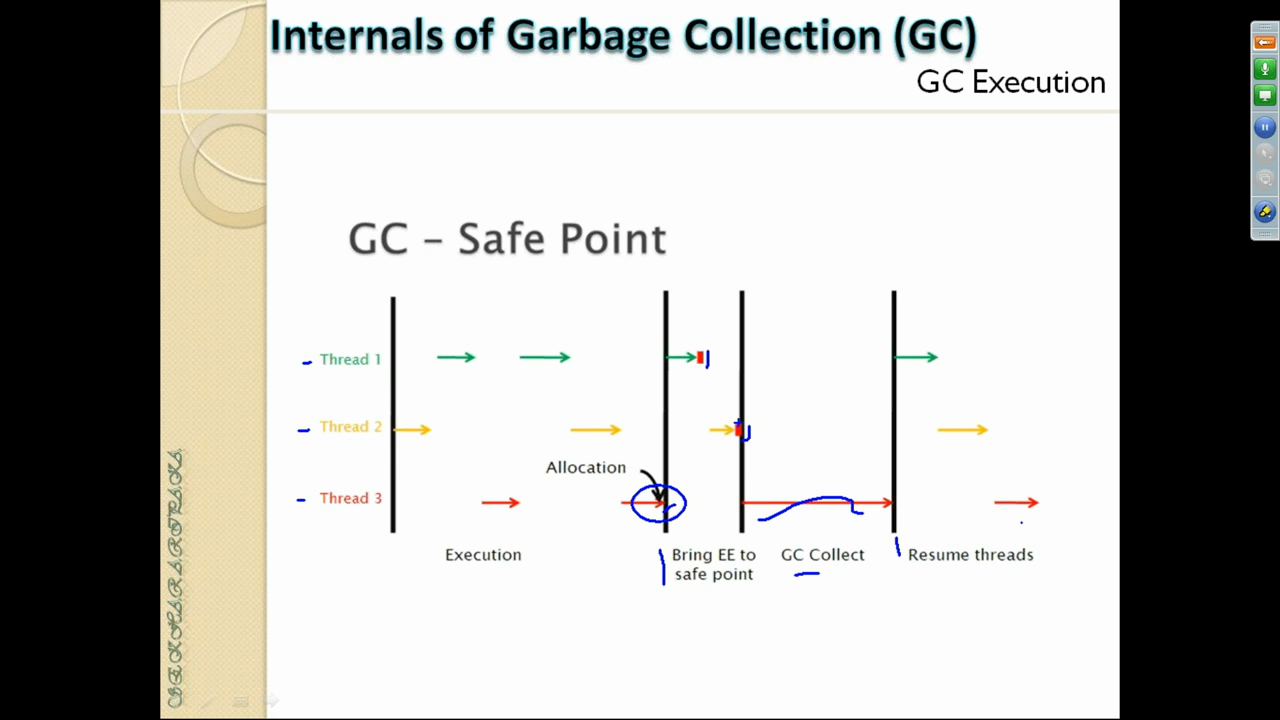 Internals of Garbage Collection (GC)
GC Execution
GC – Safe Point
Thread 1
Thread 2
Allocation
Thread 3
Execution
Bring EE to
safe point
GC Collect
Resume threads